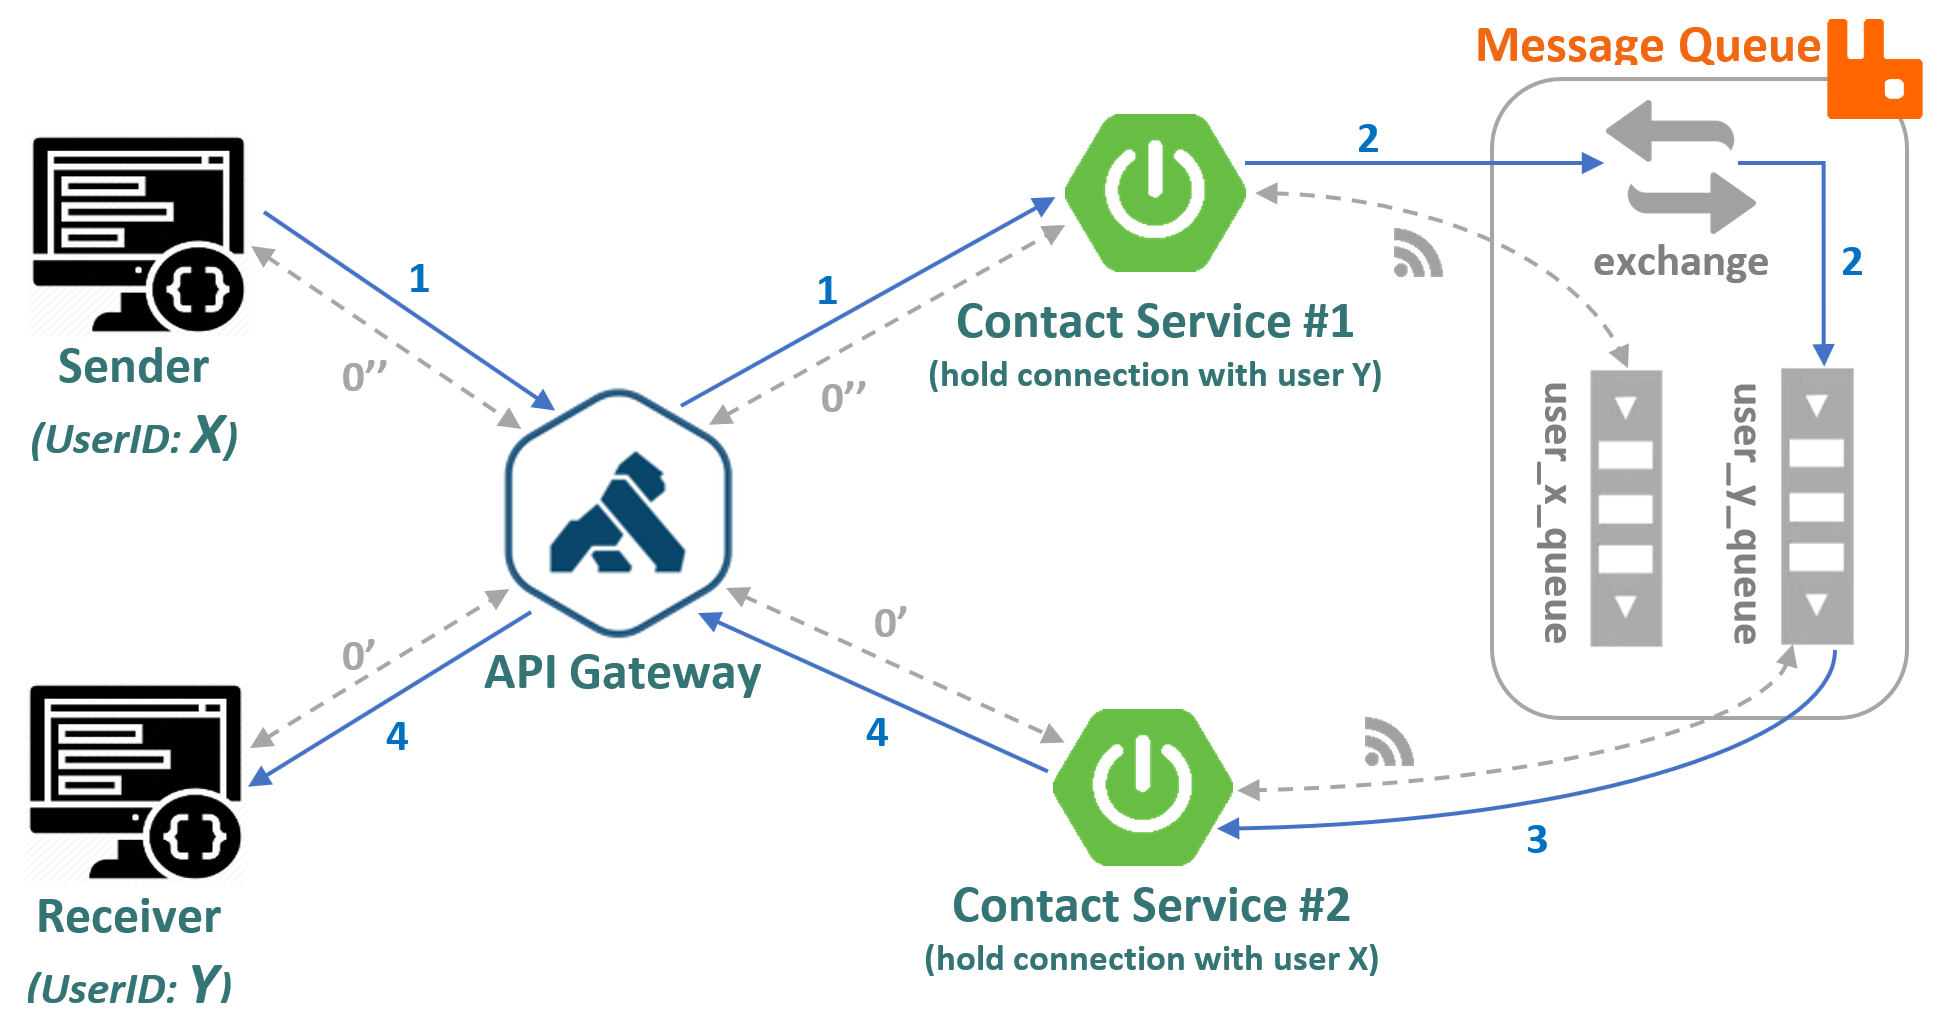 Message Queue
2
1
1
exchange
2
0’’
0’’
Sender
(UserID: X)
Contact Service #1
(hold connection with user Y)
user_x_queue
user_y_queue
0’
0’
API Gateway
4
4
3
Receiver
(UserID: Y)
Contact Service #2
(hold connection with user X)